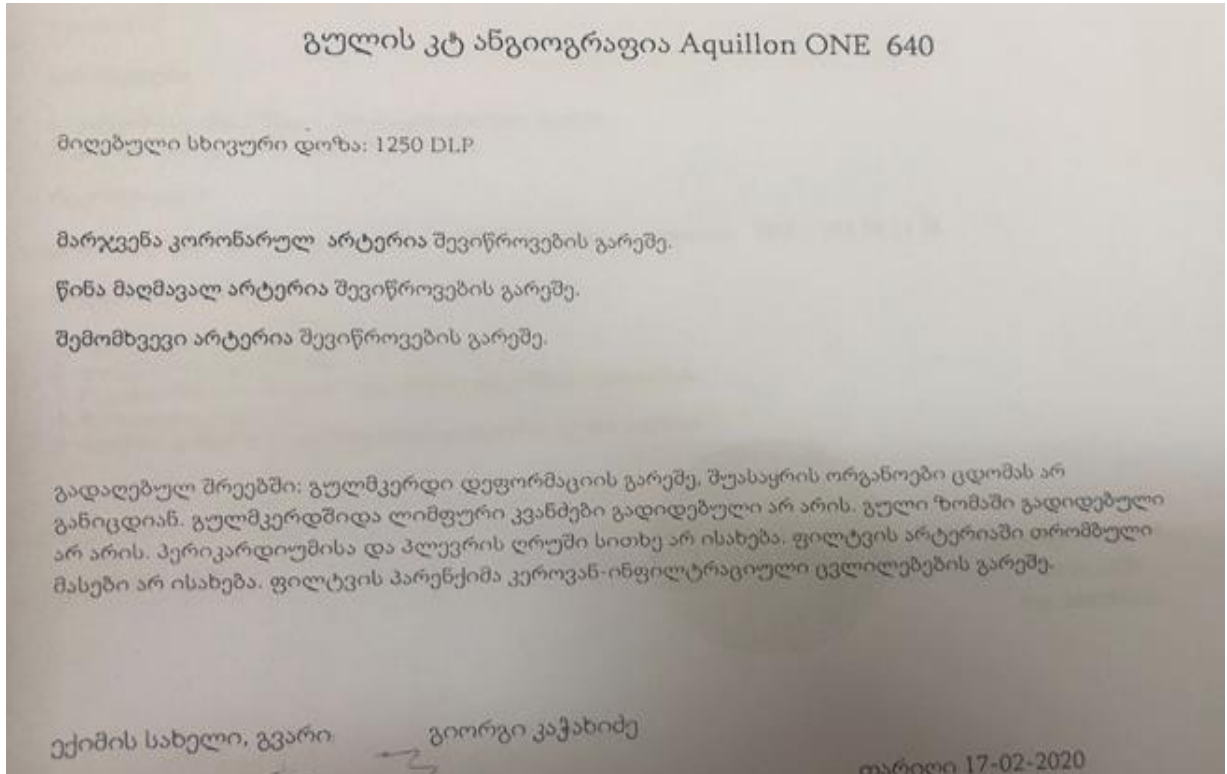 გულის კტ ანგიოგრაფია Aquillon ONE 640
მიღებული სხივური დოზა: 1250 DLP
მარჯვენა კორონარულ არტერია შევიწროვების გარეშე.
წინა მაღმავალ არტერია შევიწროვების გარეშე.
შემომხვევი არტერია შევიწროვების გარეშე.
გადაღებულ შრეებში: გულმკერდი დეფორმაციის გარეშე, შუასაყრის ორგანოები ცდომას არ
განიცდიან. გულმკერდშიდა ლიმფური კვანძები გადიდებული არ არის. გული ზომაში გადიდებული
არ არის. პერიკარდიუმისა და პლევრის ღრუში სითხე არ ისახება. ფილტვის არტერიაში თრომბული
მასები არ ისახება. ფილტვის პარენქიმა კეროვან-ინფილტრაციული ცვლილებების გარეშე.
ექიმის სახელი, გვარი: გიორგი კაჭახიძე
თარიღი 17-02-2020